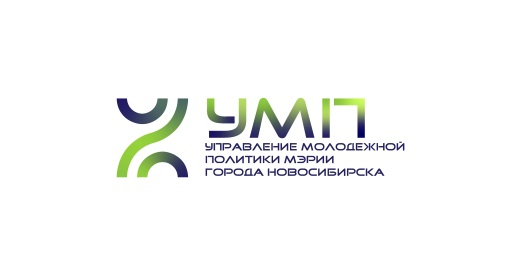 УМП
УПРАВЛЕНИЕ МОЛОДЕЖНОЙ
ПОЛИТИКИ МЭРИИ
ГОРОДА НОВОСИБИРСКА